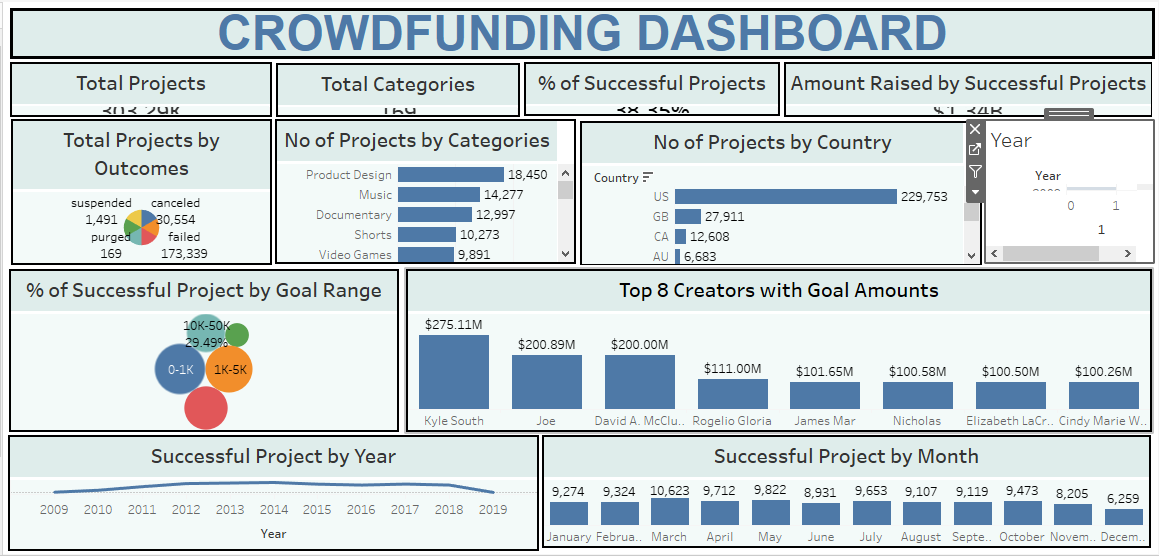 CROWDFUNDING DASHBOARD
Total Projects
303.29K
Total Categories
169
% of Successful Projects
38.35%
Amount Raised by Successful Projects
$1.34B
Total Projects by
Outcomes
suspended
1,491
canceled
30,554
purged
169
failed
173,339
No of Projects by Categories
Product Design 18,450
Music 14,277
Documentary 12,997
Shorts 10,273
Video Games 9,891
No of Projects by Country
Country
US 229,753
GB 27,911
CA 12,608
AU 6,683
Year
Year
0 1
1
% of Successful Project by Goal Range
10K-50K
29.49%
0-1K
1K-5K
Top 8 Creators with Goal Amounts
$275.11M $200.89M $200.00M $111.00M $101.65M $100.58M $100.50M $100.26M
Kyle South Joe David A. McClu.. Rogelio Gloria James Mar Nicholas Elizabeth LaCr.. Cindy Marie W..
Successful Project by Year
2009 2010 2011 2012 2013 2014 2015 2016 2017 2018 2019
Year
Successful Project by Month
9,274 9,324 10,623 9,712 9,822 8,931 9,653 9,107 9,119 9,473 8,205 6,259
January Februa.. March April May June July August Septe.. October Novem.. Decem..